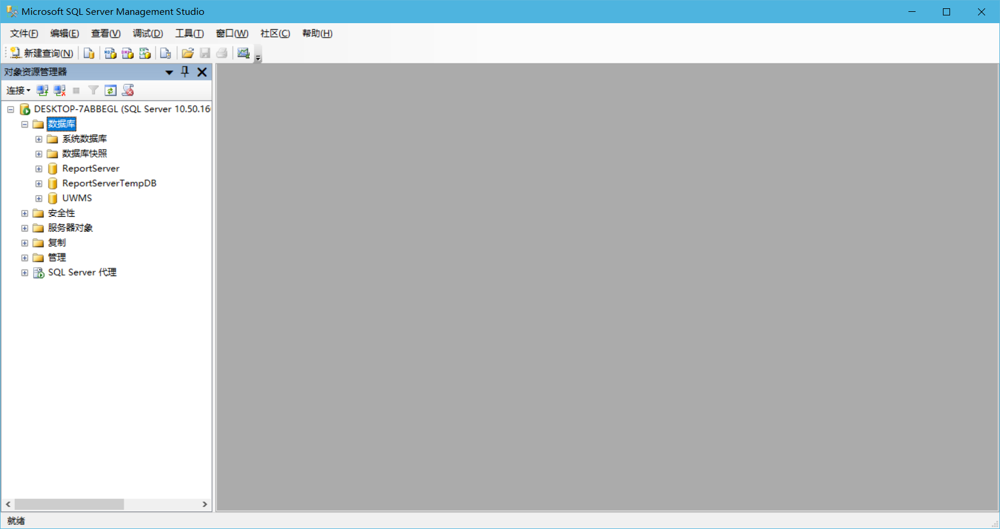 Microsoft SQL Server Management Studio
文件(F) 编辑(E) 查看(V) 调试(D) 工具(T) 窗口(W) 社区(C) 帮助(H)
新建查询(N)
对象资源管理器
连接
DESKTOP-7ABBEGL (SQL Server 10.50.16
数据库
系统数据库
数据库快照
ReportServer
ReportServerTempDB
UWMS
安全性
服务器对象
复制
管理
SQL Server 代理
就绪